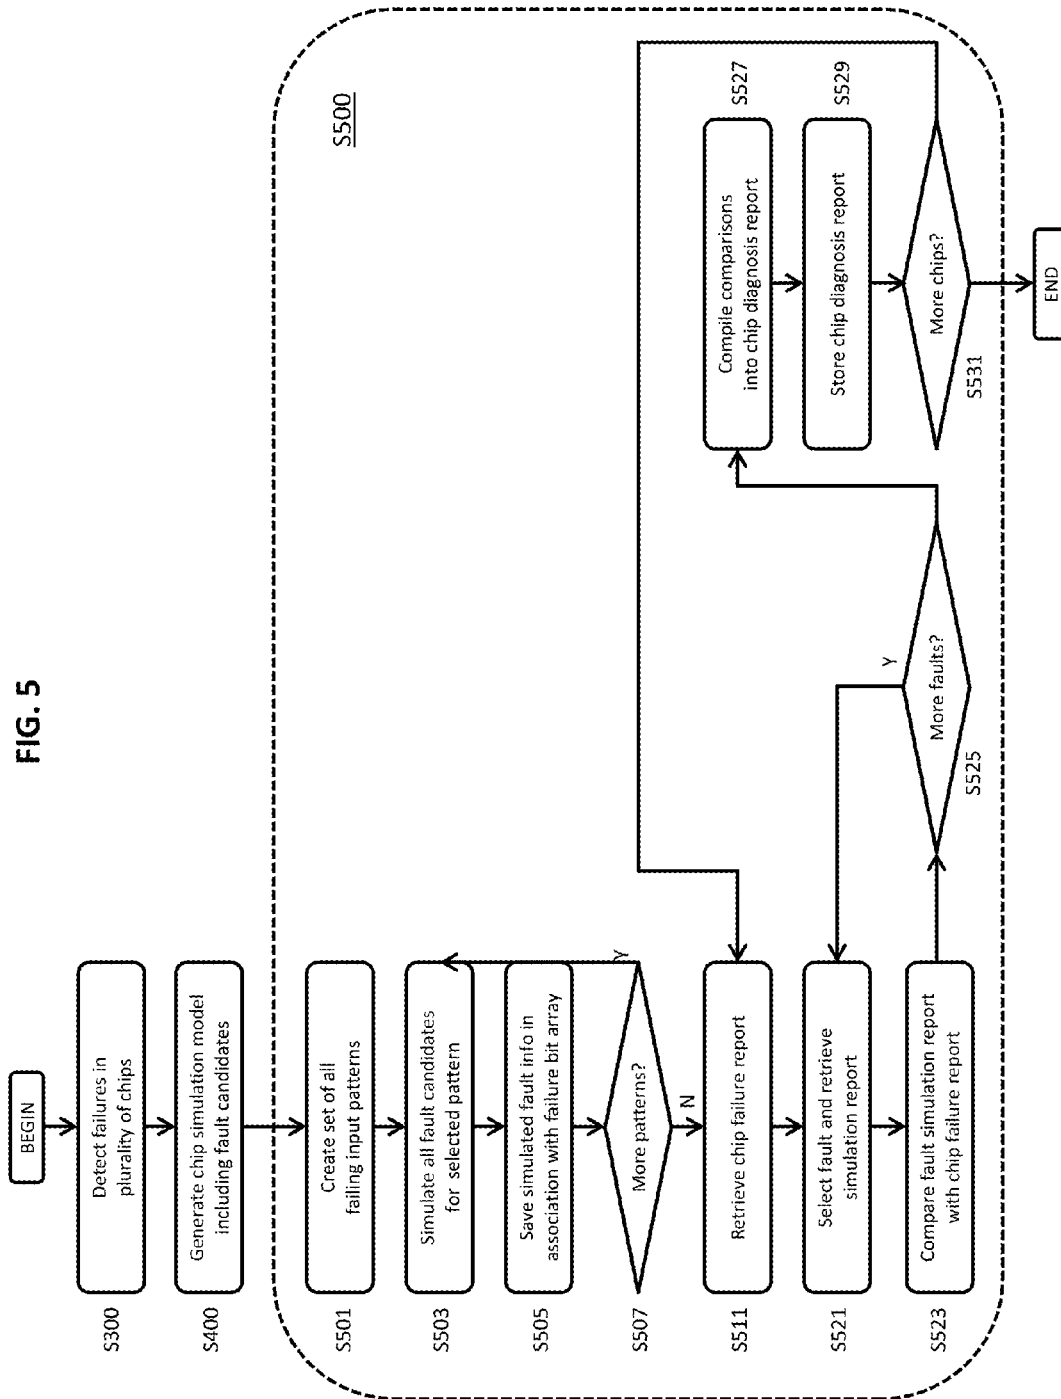 FIG. 5
BEGIN
S300
Detect failures in
plurality of chips
S400
Generate chip simulation model
including fault candidates
S500
S501
Create set of all
failing input patterns
S503
Simulate all fault candidates
for selected pattern
S505
Save simulated fault info in
association with failure bit array
S507
More patterns?
Y
N
S511
Retrieve chip failure report
S521
Select fault and retrieve
simulation report
S523
Compare fault simulation report
with chip failure report
S525
More faults?
Y
S527
Compile comparisons
into chip diagnosis report
S529
Store chip diagnosis report
S531
More chips?
END